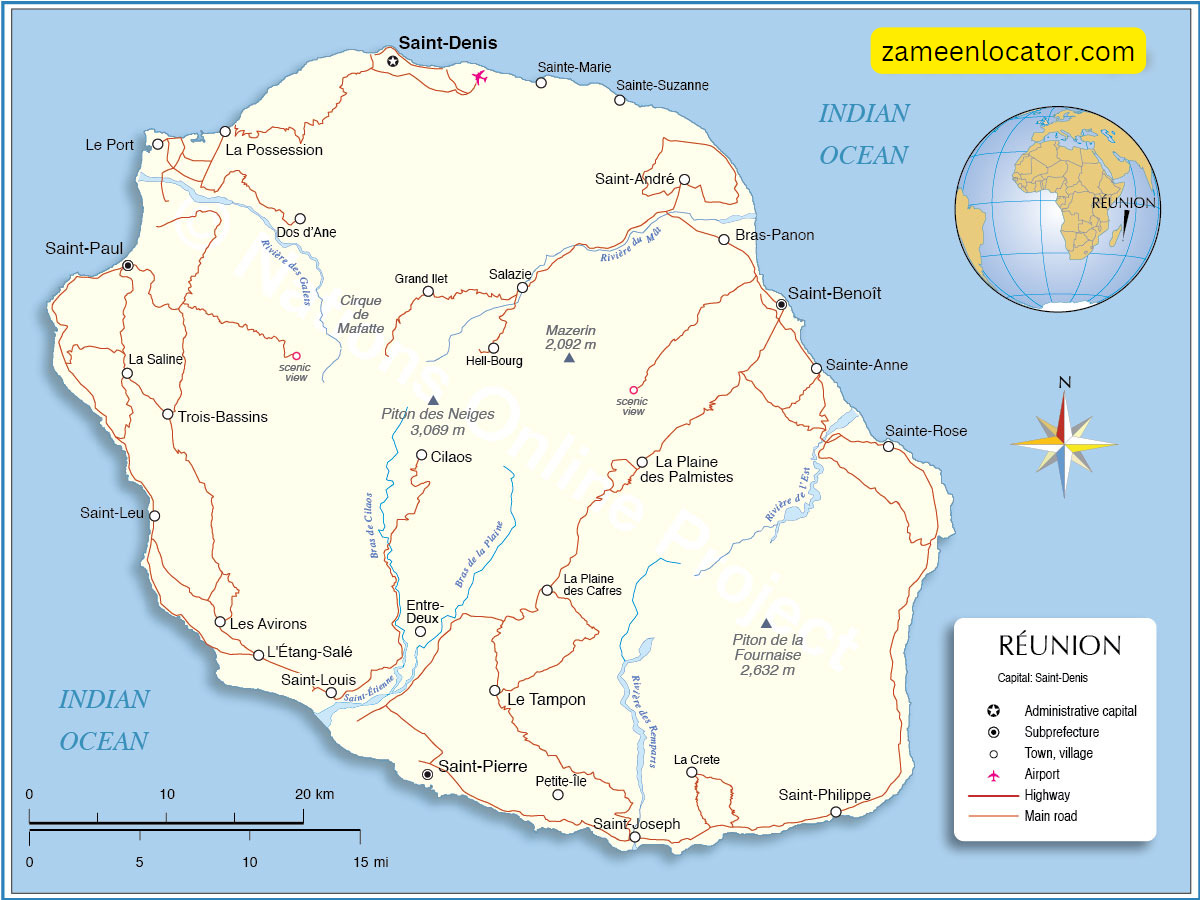 zameenlocator.com
Saint-Denis
Sainte-Marie
Sainte-Suzanne
INDIAN
OCEAN
Le Port
La Possession
Saint-André
RÉUNION
Dos d'Ane
Bras-Panon
Saint-Paul
Rivière des Galets
Rivière du Mât
Grand Ilet
Salazie
Saint-Benoît
Cirque
de
Mafatte
Mazerin
2,092 m
Hell-Bourg
La Saline
scenic
view
Sainte-Anne
N
Trois-Bassins
Piton des Neiges
3,069 m
scenic
view
Sainte-Rose
Cilaos
La Plaine
des Palmistes
Rivière de l'Est
Saint-Leu
Bras de Cilaos
Bras de la Plaine
La Plaine
des Cafres
Entre-
Deux
Les Avirons
L'Étang-Salé
Piton de la
Fournaise
2,632 m
Saint-Louis
Saint-Étienne
Le Tampon
Rivière des Remparts
INDIAN
OCEAN
Saint-Pierre
La Crete
Petite-Île
Saint-Philippe
Saint-Joseph
0 10 20 km
0 5 10 15 mi
RÉUNION
Capital: Saint-Denis
Administrative capital
Subprefecture
Town, village
Airport
Highway
Main road
© Nations Online Project